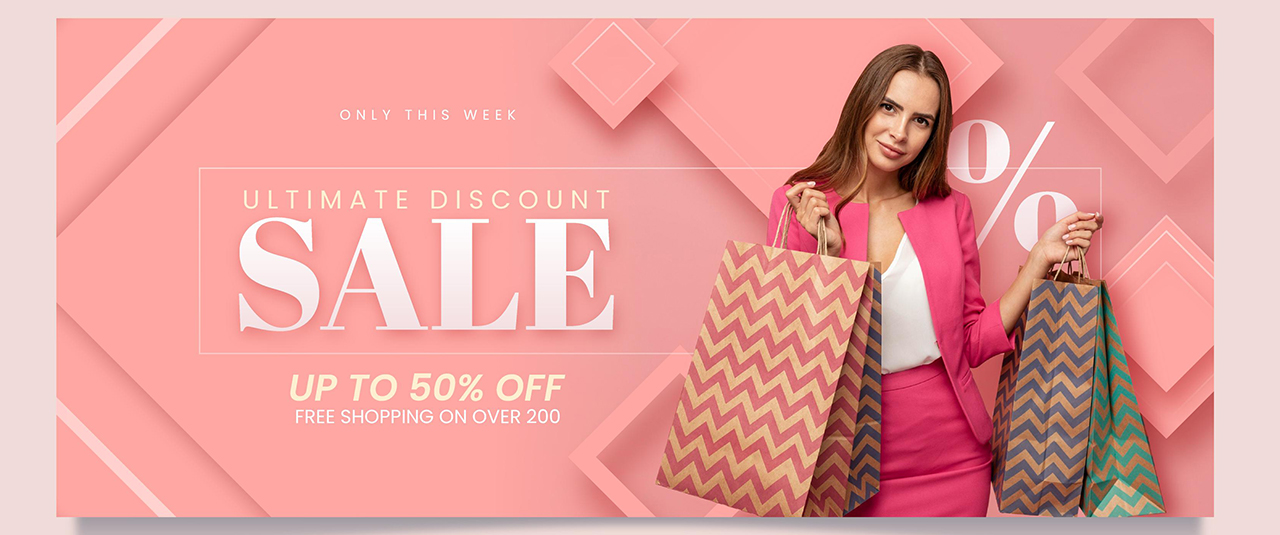 ONLY THIS WEEK
ULTIMATE DISCOUNT
SALE
%
UP TO 50% OFF
FREE SHOPPING ON OVER 200